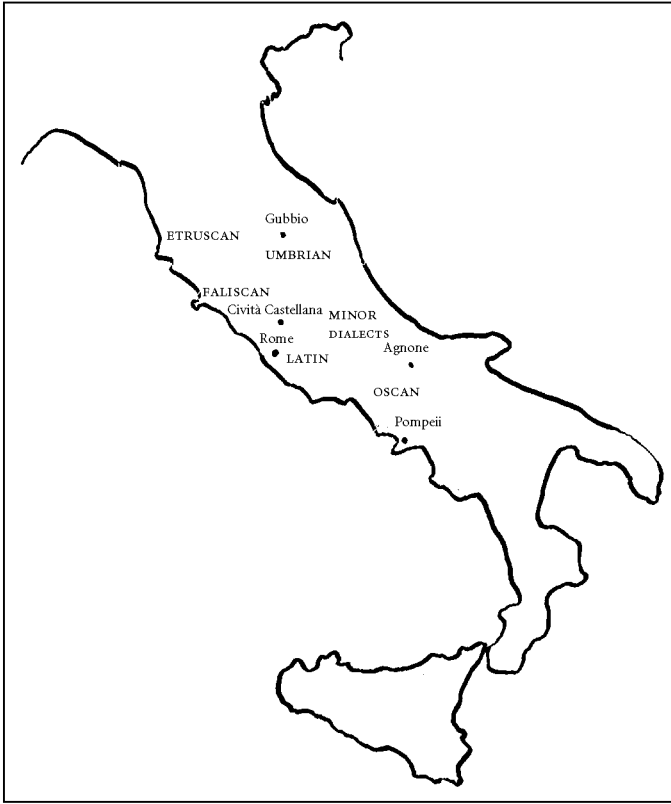 Gubbio
ETRUSCAN
UMBRIAN
FALISCAN
Cività Castellana
MINOR
DIALECTS
Rome
LATIN
Agnone
OSCAN
Pompeii